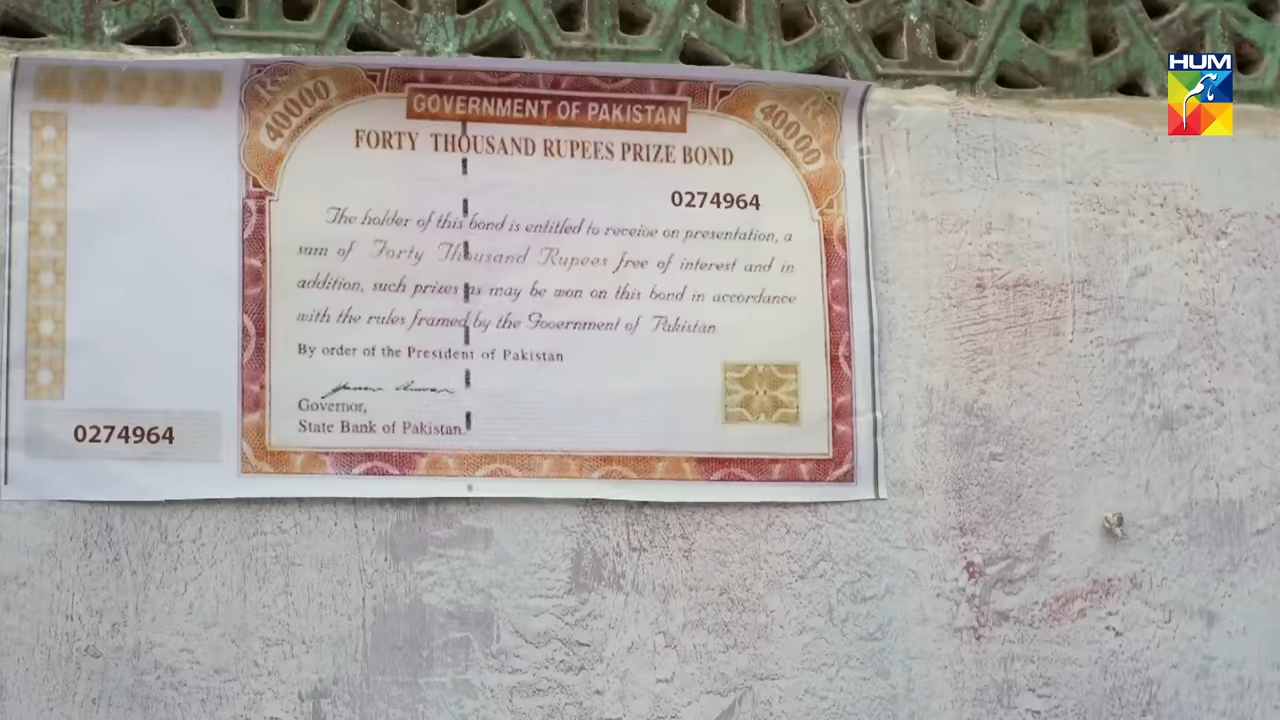 HUM
GOVERNMENT OF PAKISTAN
40000
40000
FORTY THOUSAND RUPEES PRIZE BOND
0274964
The holder of this bond is entitled to receive on presentation, a
sum of Forty Thousand Rupees free of interest and in
addition, such prizes as may be won on this bond in accordance
with the rules framed by the Government of Pakistan
By order of the President of Pakistan
Governor,
State Bank of Pakistan.
0274964